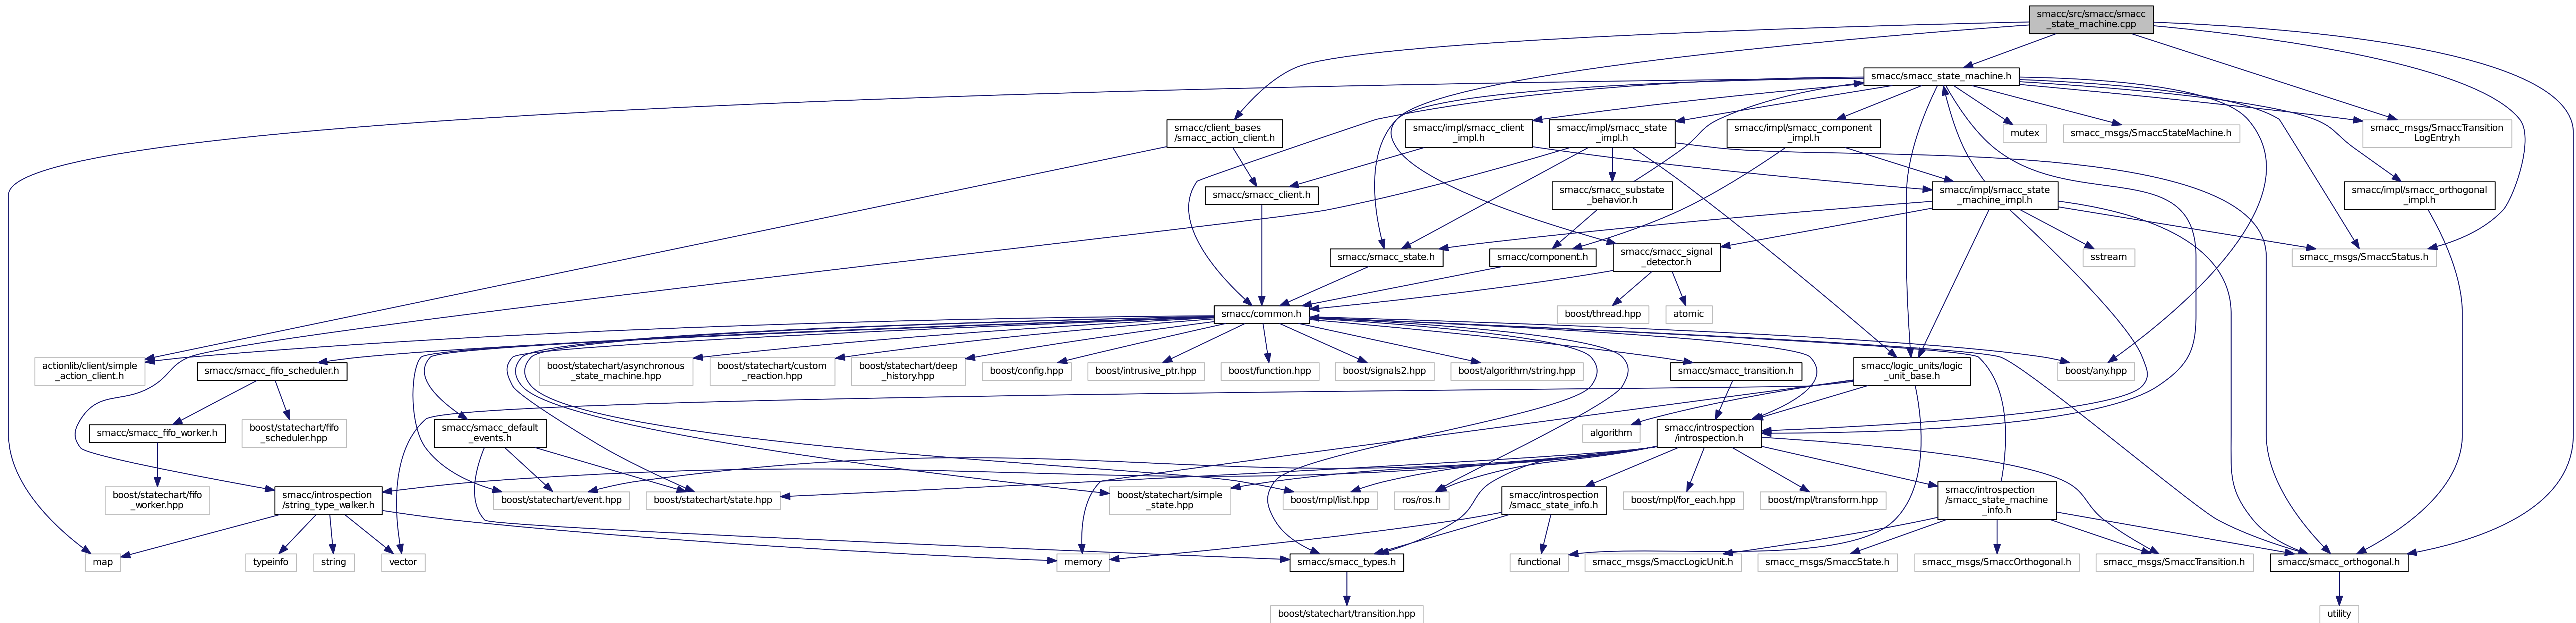 smacc/src/smacc/smacc
_state_machine.cpp
smacc/smacc_state_machine.h
smacc/client_bases
/smacc_action_client.h
smacc/impl/smacc_client
_impl.h
smacc/impl/smacc_state
_impl.h
smacc/impl/smacc_component
_impl.h
mutex
smacc_msgs/SmaccStateMachine.h
smacc_msgs/SmaccTransition
LogEntry.h
smacc/smacc_client.h
smacc/smacc_substate
_behavior.h
smacc/impl/smacc_state
_machine_impl.h
smacc/impl/smacc_orthogonal
_impl.h
smacc/smacc_state.h
smacc/component.h
smacc/smacc_signal
_detector.h
sstream
smacc_msgs/SmaccStatus.h
smacc/common.h
boost/thread.hpp
atomic
actionlib/client/simple
_action_client.h
smacc/smacc_fifo_scheduler.h
boost/statechart/asynchronous
_state_machine.hpp
boost/statechart/custom
_reaction.hpp
boost/statechart/deep
_history.hpp
boost/config.hpp
boost/intrusive_ptr.hpp
boost/function.hpp
boost/signals2.hpp
boost/algorithm/string.hpp
smacc/smacc_transition.h
smacc/logic_units/logic
_unit_base.h
boost/any.hpp
smacc/smacc_fifo_worker.h
boost/statechart/fifo
_scheduler.hpp
smacc/smacc_default
_events.h
algorithm
smacc/introspection
/introspection.h
boost/statechart/fifo
_worker.hpp
smacc/introspection
/string_type_walker.h
boost/statechart/event.hpp
boost/statechart/state.hpp
boost/statechart/simple
_state.hpp
boost/mpl/list.hpp
ros/ros.h
smacc/introspection
/smacc_state_info.h
boost/mpl/for_each.hpp
boost/mpl/transform.hpp
smacc/introspection
/smacc_state_machine
_info.h
map
typeinfo
string
vector
memory
smacc/smacc_types.h
functional
smacc_msgs/SmaccLogicUnit.h
smacc_msgs/SmaccState.h
smacc_msgs/SmaccOrthogonal.h
smacc_msgs/SmaccTransition.h
smacc/smacc_orthogonal.h
boost/statechart/transition.hpp
utility